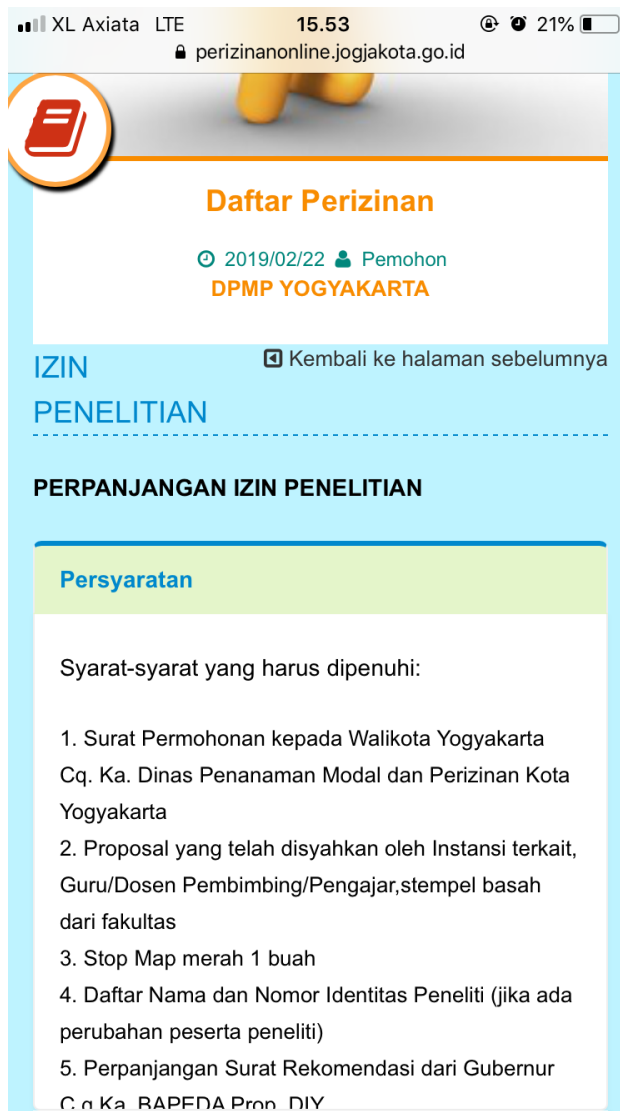 XL Axiata LTE 15.53 21%
perizinanonline.jogjakota.go.id
Daftar Perizinan
2019/02/22 Pemohon
DPMP YOGYAKARTA
IZIN PENELITIAN
Kembali ke halaman sebelumnya
PERPANJANGAN IZIN PENELITIAN
Persyaratan
Syarat-syarat yang harus dipenuhi:
1. Surat Permohonan kepada Walikota Yogyakarta
Cq. Ka. Dinas Penanaman Modal dan Perizinan Kota
Yogyakarta
2. Proposal yang telah disyahkan oleh Instansi terkait,
Guru/Dosen Pembimbing/Pengajar,stempel basah
dari fakultas
3. Stop Map merah 1 buah
4. Daftar Nama dan Nomor Identitas Peneliti (jika ada
perubahan peserta peneliti)
5. Perpanjangan Surat Rekomendasi dari Gubernur
C.q Ka. BAPEDA Prop. DIY